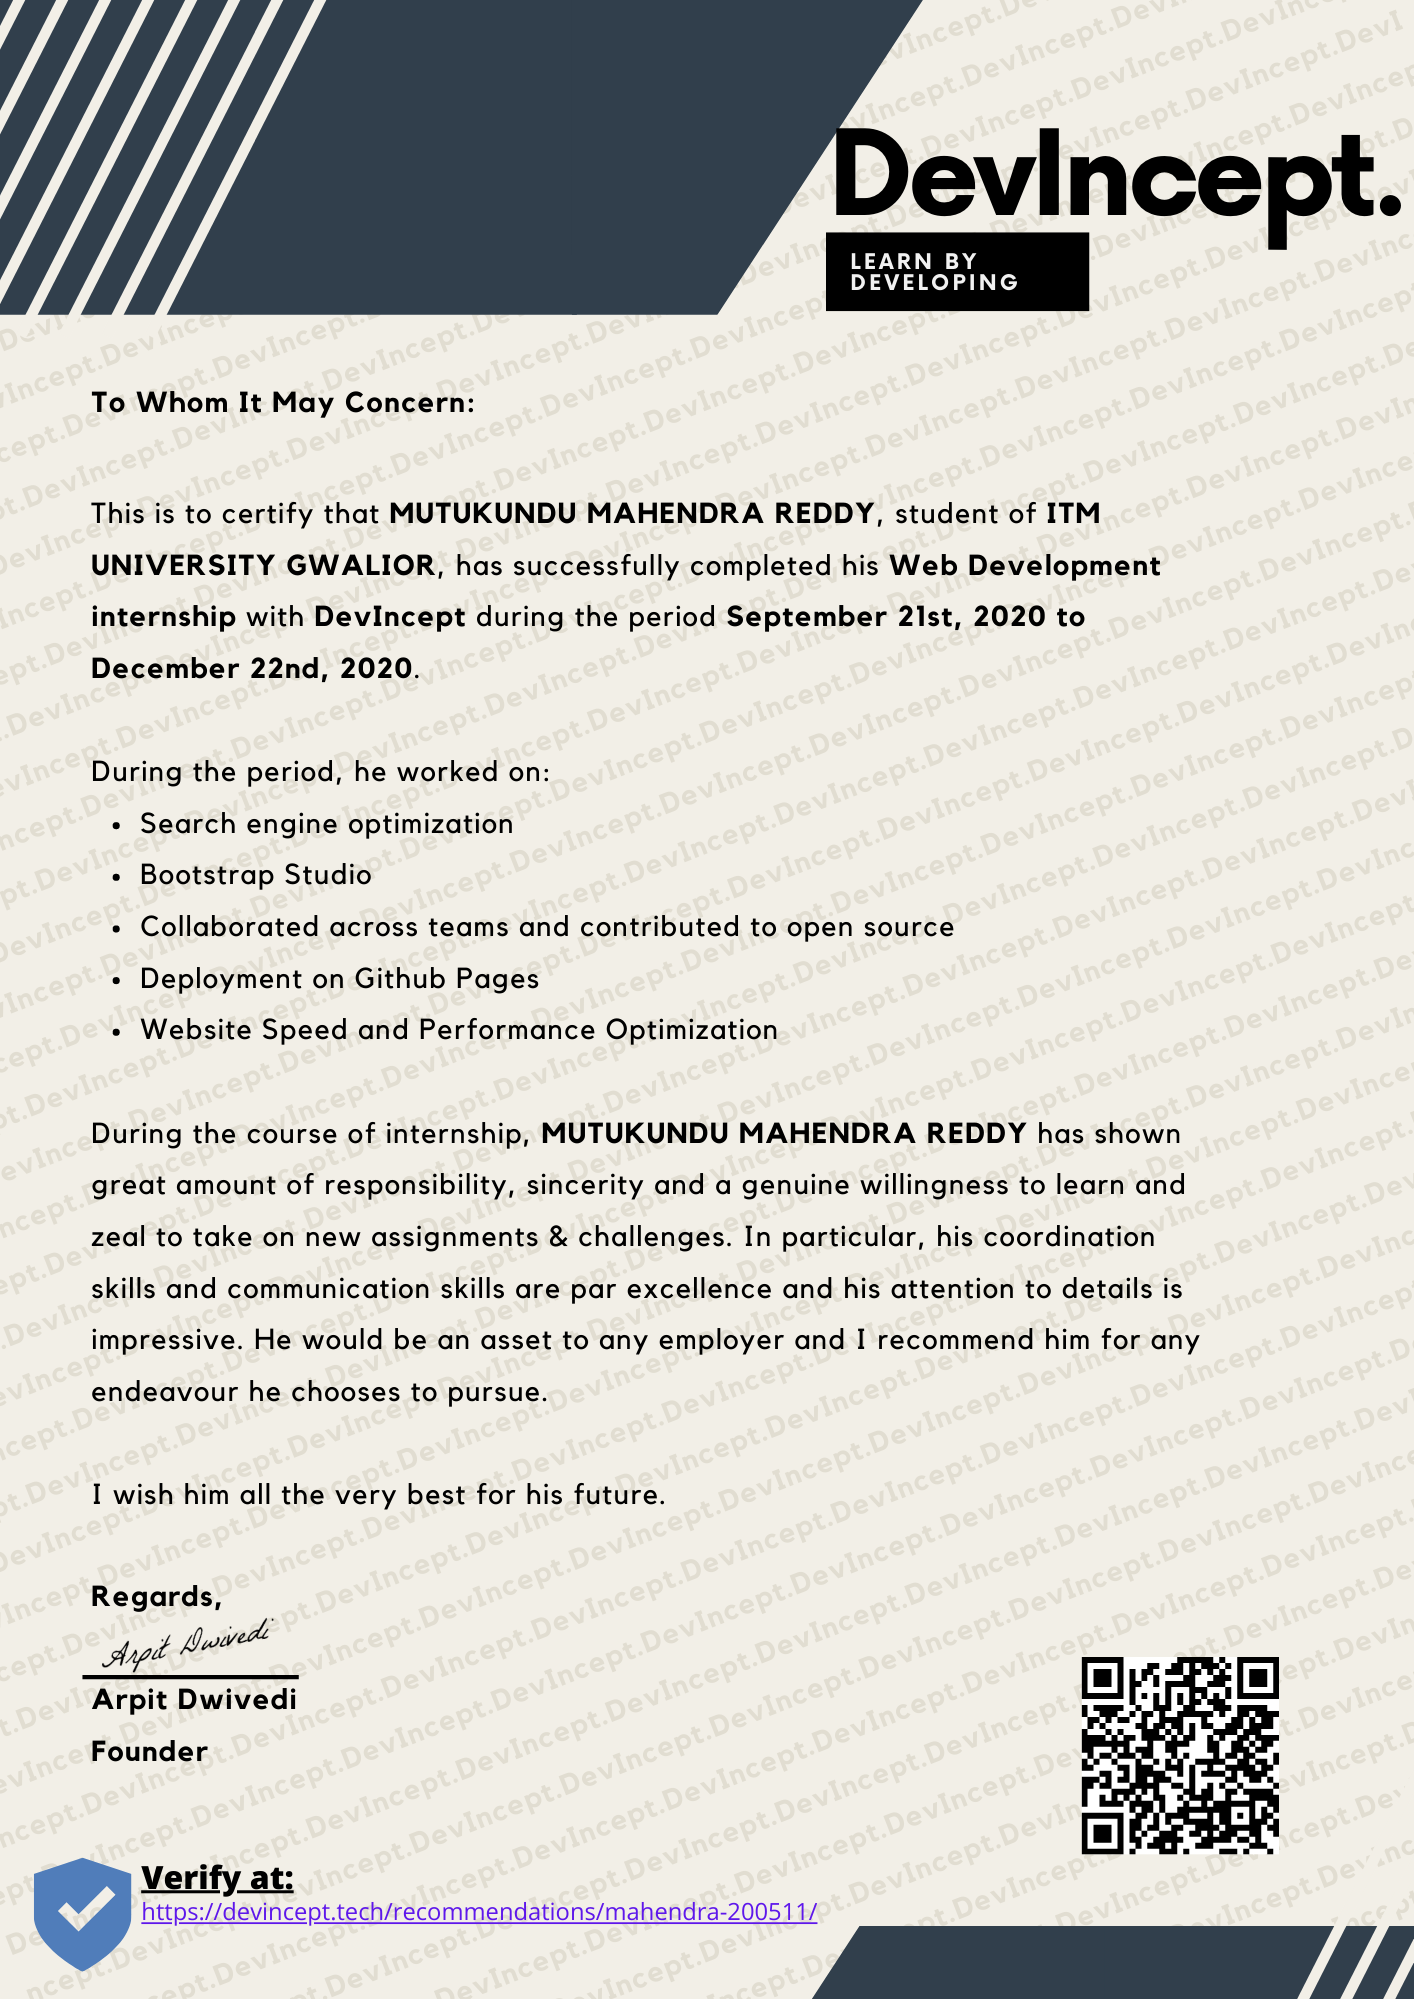 DevIncept.
LEARN BY
DEVELOPING
To Whom It May Concern:
This is to certify that MUTUKUNDU MAHENDRA REDDY, student of ITM
UNIVERSITY GWALIOR, has successfully completed his Web Development
internship with DevIncept during the period September 21st, 2020 to
December 22nd, 2020.
During the period, he worked on:
• Search engine optimization
• Bootstrap Studio
• Collaborated across teams and contributed to open source
• Deployment on Github Pages
• Website Speed and Performance Optimization
During the course of internship, MUTUKUNDU MAHENDRA REDDY has shown
great amount of responsibility, sincerity and a genuine willingness to learn and
zeal to take on new assignments & challenges. In particular, his coordination
skills and communication skills are par excellence and his attention to details is
impressive. He would be an asset to any employer and I recommend him for any
endeavour he chooses to pursue.
I wish him all the very best for his future.
Regards,
Arpit Dwivedi
Arpit Dwivedi
Founder
Verify at:
https://devincept.tech/recommendations/mahendra-200511/